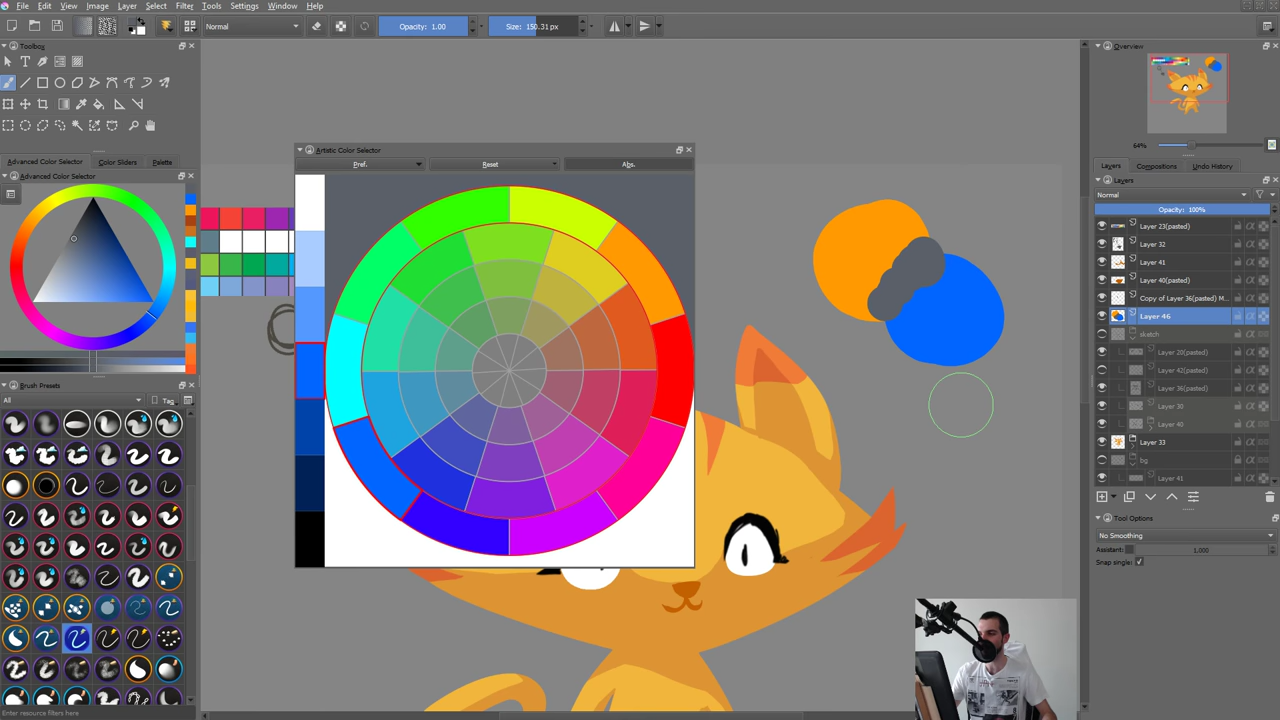 File Edit View Image Layer Select Filter Tools Settings Window Help
Normal
Opacity: 1.00
Size: 150.31 px
Toolbox
Advanced Color Selector Color Sliders Palette
Advanced Color Selector
Brush Presets
All
Tag
Enter resource filters here
Artistic Color Selector
Pref. Reset Abs.
Overview
64%
Layers Compositions Undo History
Layers
Normal
Opacity: 100%
Layer 23(pasted)
Layer 32
Layer 41
Layer 40(pasted)
Copy of Layer 36(pasted) M...
Layer 46
sketch
Layer 20(pasted)
Layer 42(pasted)
Layer 36(pasted)
Layer 30
Layer 40
Layer 33
bg
Layer 41
Tool Options
No Smoothing
Assistant: 1.000
Snap single: